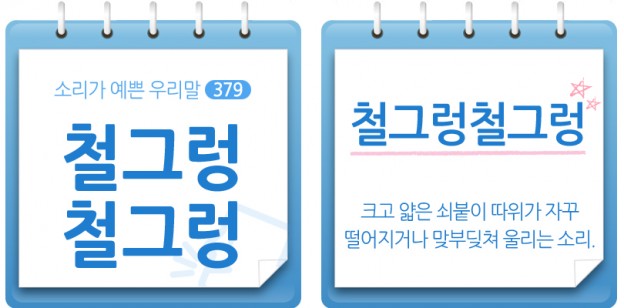 소리가 예쁜 우리말 379
철그렁
철그렁
철그렁철그렁
크고 얇은 쇠붙이 따위가 자꾸
떨어지거나 맞부딪쳐 울리는 소리.